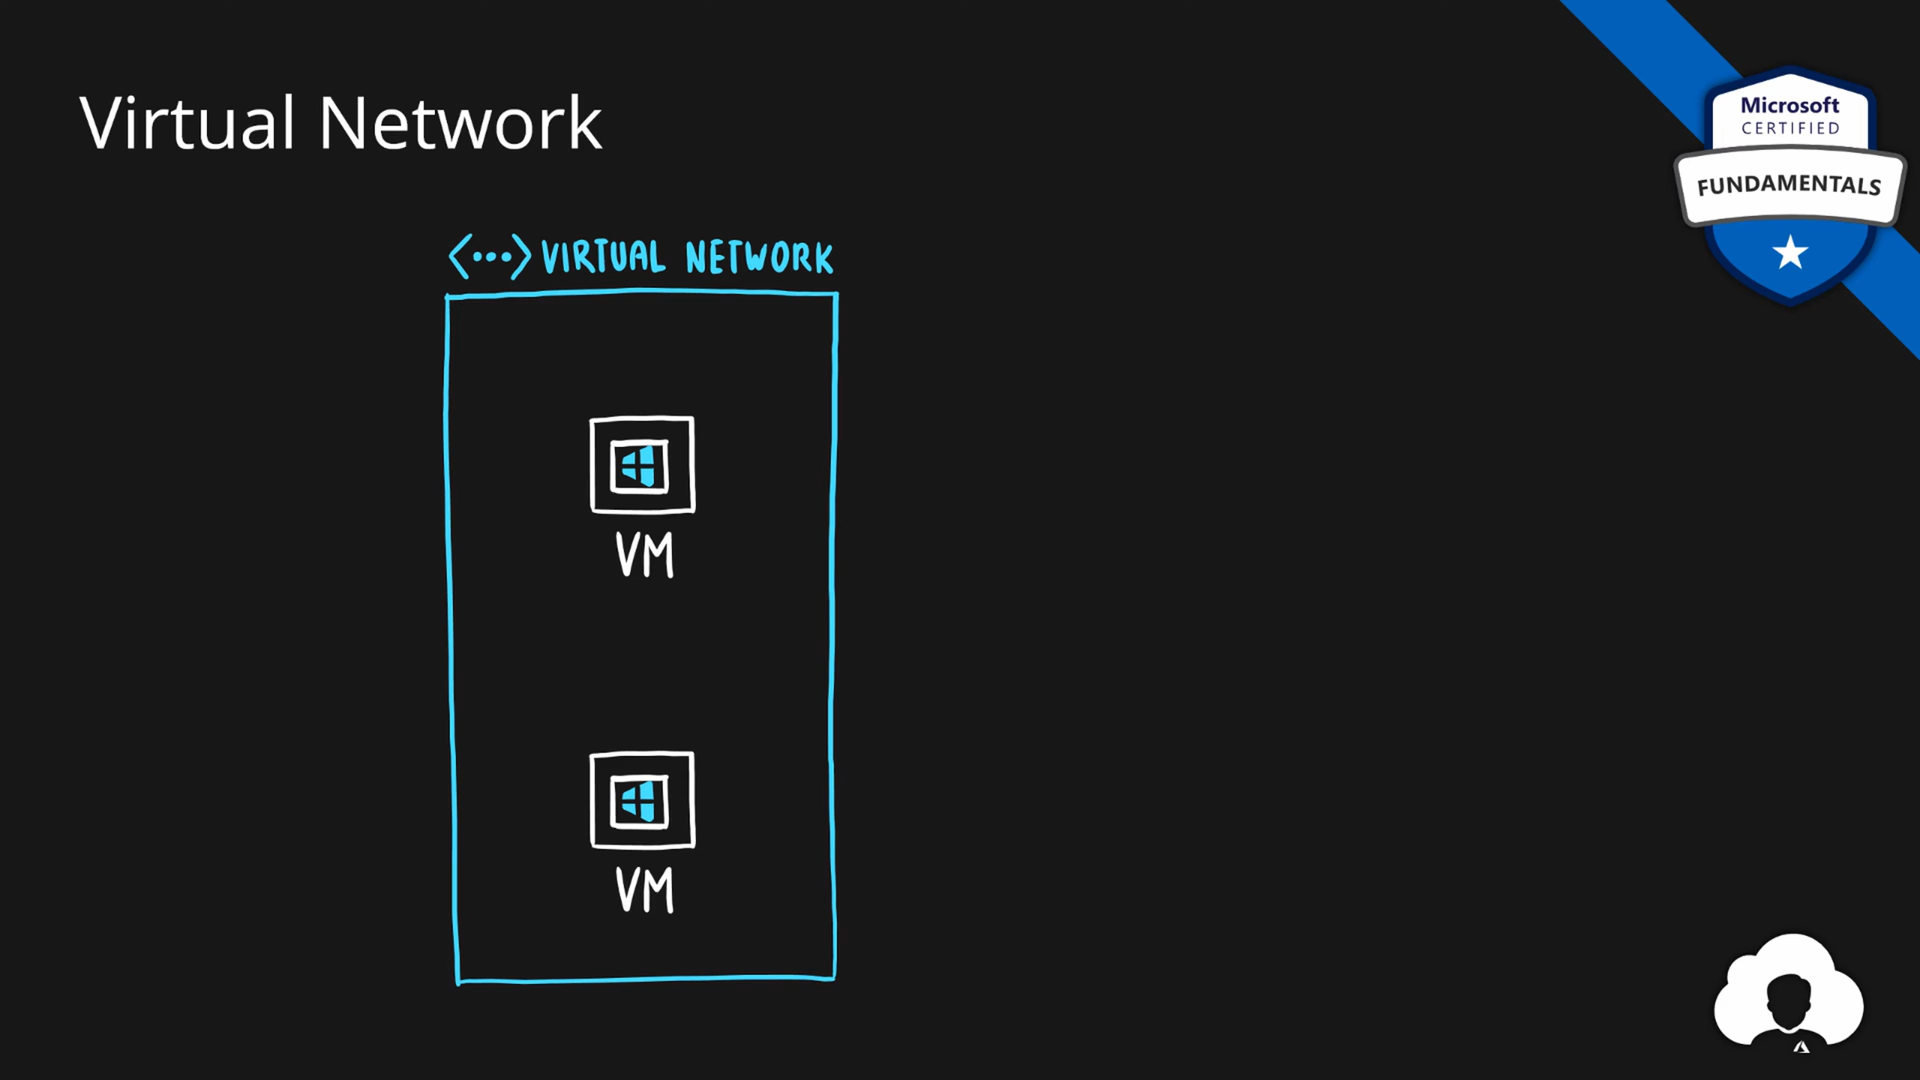 Virtual Network
Microsoft
CERTIFIED
FUNDAMENTALS
<···> VIRTUAL NETWORK
VM
VM